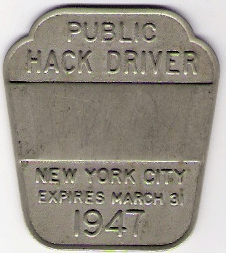 PUBLIC
HACK DRIVER
NEW YORK CITY
EXPIRES MARCH 31
1947